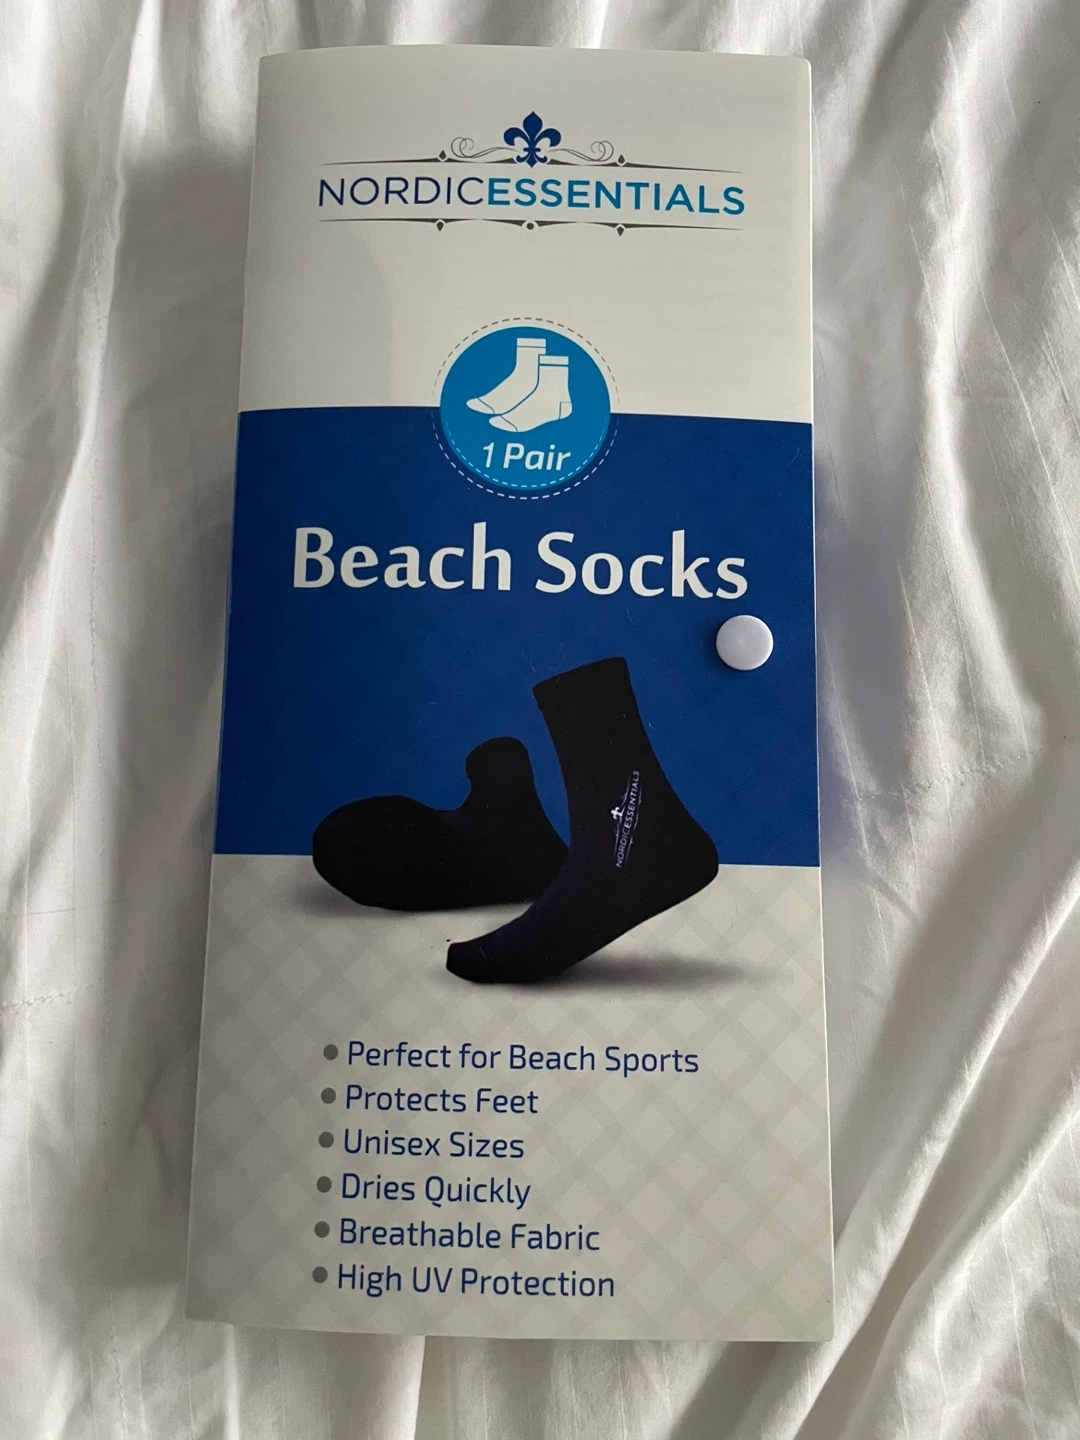 NORDICESSENTIALS
1 Pair
Beach Socks
NORDICESSENTIALS
Perfect for Beach Sports
Protects Feet
Unisex Sizes
Dries Quickly
Breathable Fabric
High UV Protection